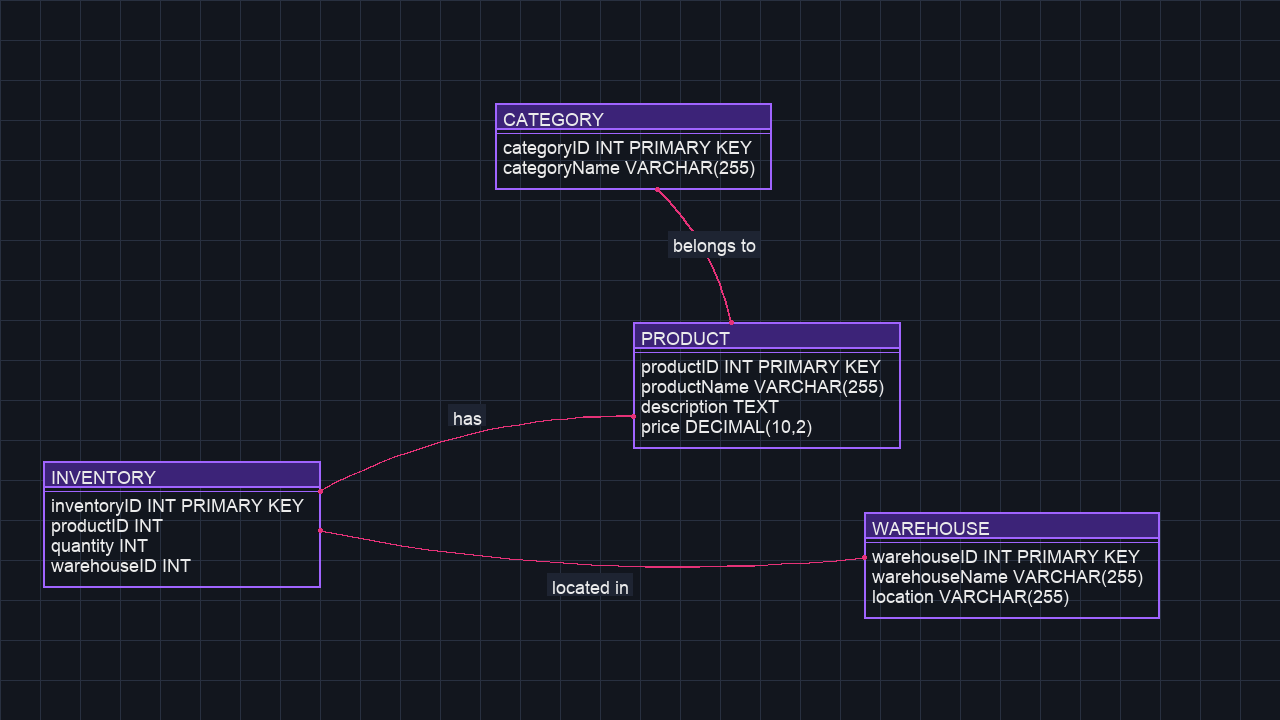 CATEGORY
categoryID INT PRIMARY KEY
categoryName VARCHAR(255)
belongs to
PRODUCT
productID INT PRIMARY KEY
productName VARCHAR(255)
description TEXT
price DECIMAL(10,2)
has
INVENTORY
inventoryID INT PRIMARY KEY
productID INT
quantity INT
warehouseID INT
WAREHOUSE
warehouseID INT PRIMARY KEY
warehouseName VARCHAR(255)
location VARCHAR(255)
located in